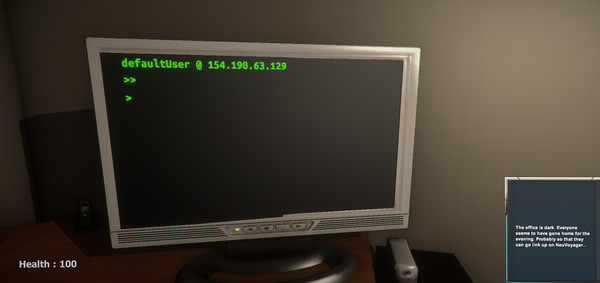 defaultUser @ 154.190.63.129
>>
>
Health : 100
The office is dark. Everyone
seems to have gone home for the
evening. Probably so that they
can go link up on NeuVoyager...